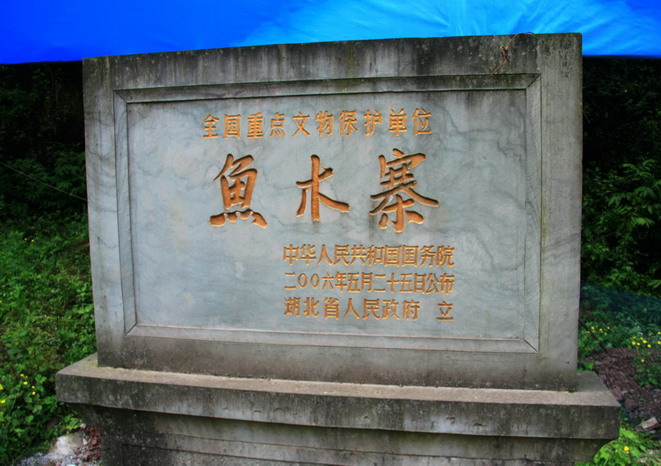 全国重点文物保护单位
魚木寨
中华人民共和国国务院
二〇〇六年五月二十五日公布
湖北省人民政府 立